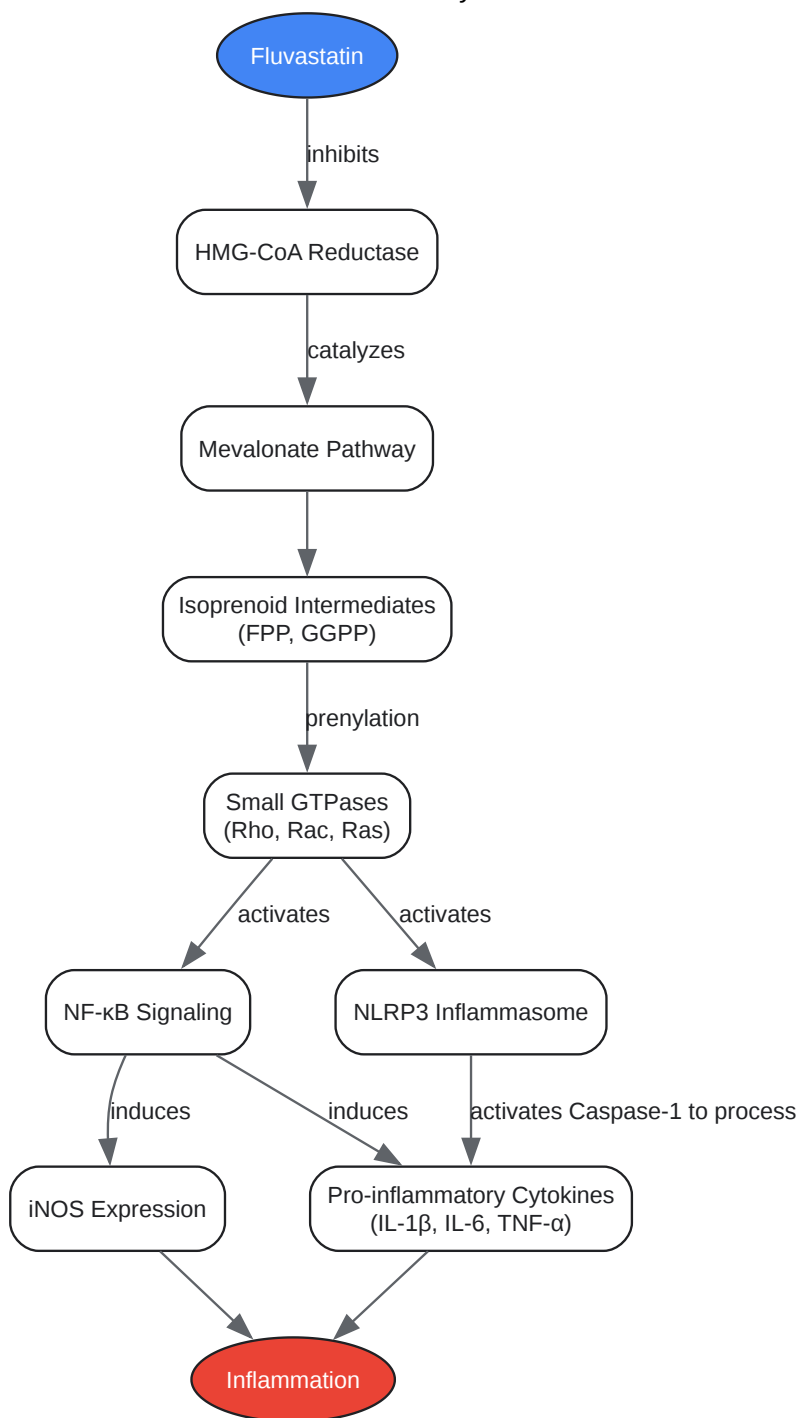 Fluvastatin
inhibits
HMG-CoA Reductase
catalyzes
Mevalonate Pathway
Isoprenoid Intermediates
(FPP, GGPP)
prenylation
Small GTPases
(Rho, Rac, Ras)
activates
activates
NF-κB Signaling
NLRP3 Inflammasome
induces
induces
activates Caspase-1 to process
iNOS Expression
Pro-inflammatory Cytokines
(IL-1β, IL-6, TNF-α)
Inflammation